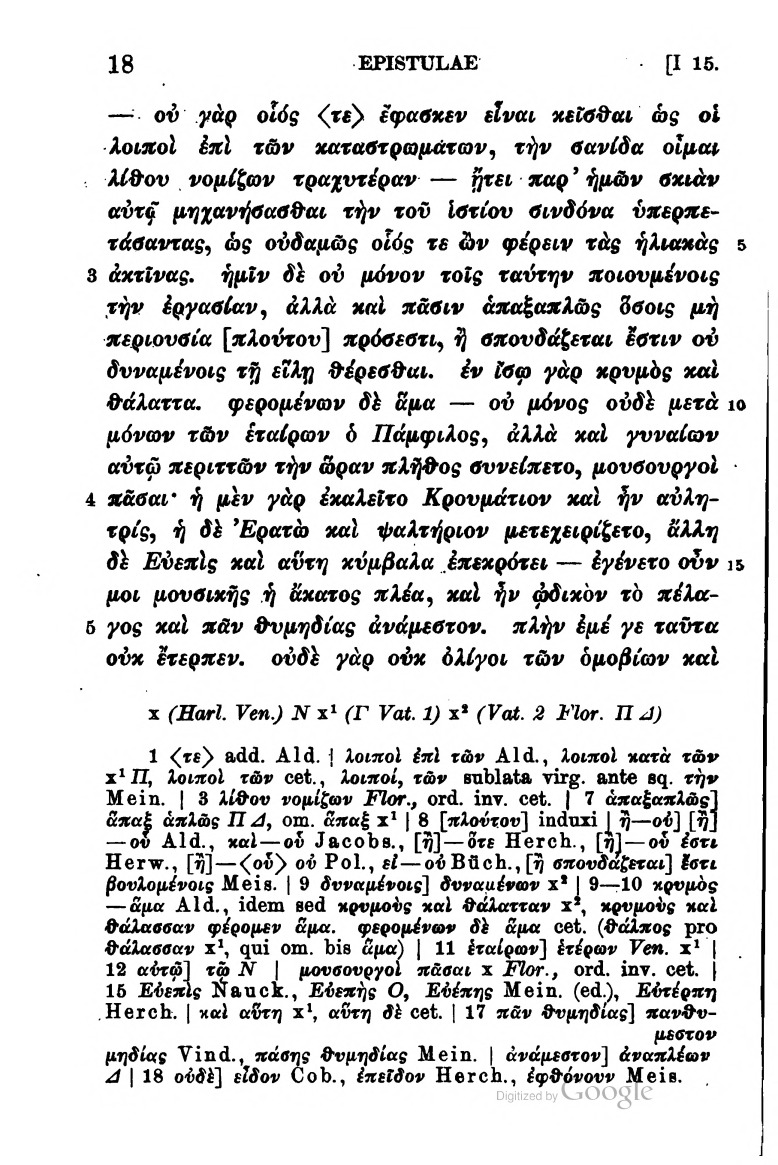 18 EPISTULAE [I 15.
— οὐ γὰρ οἷός ⟨τε⟩ ἔφασκεν εἶναι κεῖσθαι ὡς οἱ
λοιποὶ ἐπὶ τῶν καταστρωμάτων, τὴν σανίδα οἶμαι
λίθου νομίζων τραχυτέραν — ᾔτει παρ' ἡμῶν σκιὰν
αὐτῷ μηχανήσασθαι τὴν τοῦ ἱστίου σινδόνα ὑπερπε-
τάσαντας, ὡς οὐδαμῶς οἷός τε ὢν φέρειν τὰς ἡλιακὰς 5
3 ἀκτῖνας. ἡμῖν δὲ οὐ μόνον τοῖς ταύτην ποιουμένοις
τὴν ἐργασίαν, ἀλλὰ καὶ πᾶσιν ἁπαξαπλῶς ὅσοις μὴ
περιουσία [πλούτου] πρόσεστι, ἢ σπουδάζεται ἔστιν οὐ
δυναμένοις τῇ εἵλῃ θέρεσθαι. ἐν ἴσῳ γὰρ κρυμὸς καὶ
θάλαττα. φερομένων δὲ ἅμα — οὐ μόνος οὐδὲ μετὰ 10
μόνων τῶν ἑταίρων ὁ Πάμφιλος, ἀλλὰ καὶ γυναίων
αὐτῷ περιττῶν τὴν ὥραν πλῆθος συνείπετο, μουσουργοὶ
4 πᾶσαι· ἡ μὲν γὰρ ἐκαλεῖτο Κρουμάτιον καὶ ἦν αὐλη-
τρίς, ἡ δὲ Ἐρατὼ καὶ ψαλτήριον μετεχειρίζετο, ἄλλη
δὲ Εὐεπὶς καὶ αὕτη κύμβαλα ἐπεκρότει — ἐγένετο οὖν 15
μοι μουσικῆς ἡ ἄκατος πλέα, καὶ ἦν ᾠδικὸν τὸ πέλα-
5 γος καὶ πᾶν θυμηδίας ἀνάμεστον. πλὴν ἐμέ γε ταῦτα
οὐκ ἔτερπεν. οὐδὲ γὰρ οὐκ ὀλίγοι τῶν ὁμοβίων καὶ
x (Harl. Ven.) N x¹ (Γ Vat. 1) x² (Vat. 2 Flor. Π Δ)
1 ⟨τε⟩ add. Ald. | λοιποὶ ἐπὶ τῶν Ald., λοιποὶ κατὰ τῶν
x¹ Π, λοιποὶ τῶν cet., λοιποί, τῶν sublata virg. ante sq. τὴν
Mein. | 3 λίθου νομίζων Flor., ord. inv. cet. | 7 ἁπαξαπλῶς]
ἅπαξ ἁπλῶς Π Δ, om. ἅπαξ x¹ | 8 [πλούτου] induxi | ἢ—οὐ] [ἢ]
—οὐ Ald., καὶ—οὐ Jacobs., [ἢ]—ὅτε Herch., [ἢ]—οὐ ἐστι
Herw., [ἢ]—⟨οὗ⟩ οὐ Pol., εἰ—οὐ Büch., [ἢ σπουδάζεται] ἔστι
βουλομένοις Meis. | 9 δυναμένοις] δυναμένων x² | 9—10 κρυμὸς
—ἅμα Ald., idem sed κρυμοὺς καὶ θάλατταν x², κρυμοὺς καὶ
θάλασσαν φέρομεν ἅμα. φερομένων δὲ ἅμα cet. (θάλπος pro
θάλασσαν x¹, qui om. bis ἅμα) | 11 ἑταίρων] ἑτέρων Ven. x¹ |
12 αὐτῷ] τῷ N | μουσουργοὶ πᾶσαι x Flor., ord. inv. cet. |
15 Εὐεπὶς Nauck., Εὐεπὴς O, Εὐέπης Mein. (ed.), Εὐτέρπη
Herch. | καὶ αὕτη x¹, αὕτη δὲ cet. | 17 πᾶν θυμηδίας] πανθυ-
μεστον
μηδίας Vind., πάσης θυμηδίας Mein. | ἀνάμεστον] ἀναπλέων
Δ | 18 οὐδὲ] εἶδον Cob., ἐπεῖδον Herch., ἐφθόνουν Meis.
Digitized by Google